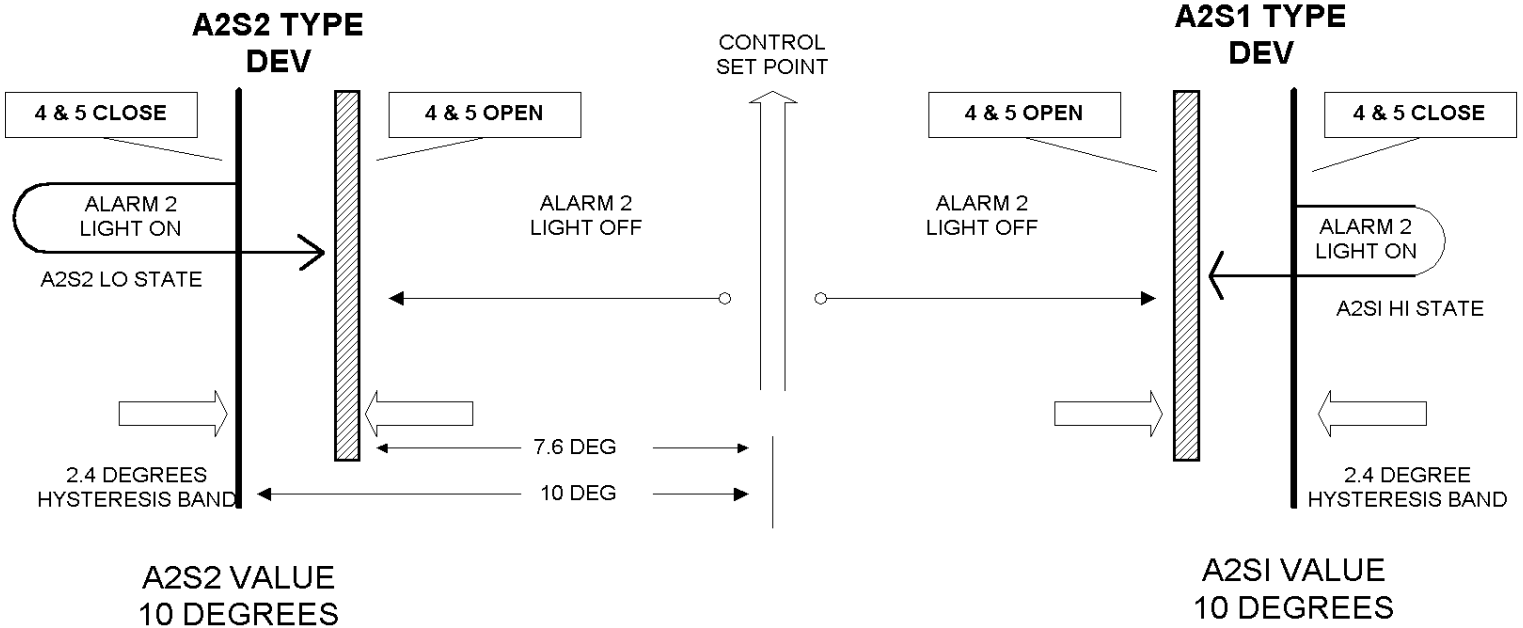 A2S2 TYPE
DEV
CONTROL
SET POINT
A2S1 TYPE
DEV
4 & 5 CLOSE
4 & 5 OPEN
4 & 5 OPEN
4 & 5 CLOSE
ALARM 2
LIGHT ON
ALARM 2
LIGHT OFF
ALARM 2
LIGHT OFF
ALARM 2
LIGHT ON
A2S2 LO STATE
A2SI HI STATE
7.6 DEG
10 DEG
2.4 DEGREES
HYSTERESIS BAND
2.4 DEGREE
HYSTERESIS BAND
A2S2 VALUE
10 DEGREES
A2SI VALUE
10 DEGREES